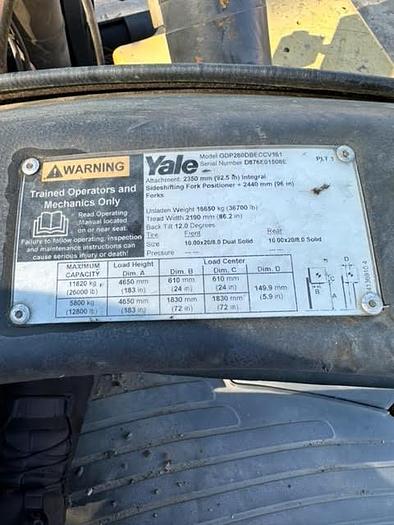 WARNING
Trained Operators and
Mechanics Only
Read Operating
Manual located
on or near seat.
Failure to follow operating, inspection
and maintenance instructions can
cause serious injury or death!
Yale
Model GDP280DBECCV161
Serial Number D876E01508E
PLT 1
Attachment: 2350 mm (92.5 in) Integral
Sideshifting Fork Positioner + 2440 mm (96 in)
Forks
Unladen Weight 16650 kg (36700 lb)
Tread Width 2190 mm (86.2 in)
Back Tilt 12.0 Degrees
Tire Front Rear
Size 10.00x20/8.0 Dual Solid 10.00x20/8.0 Solid
MAXIMUM CAPACITY Load Height Load Center
Dim. A Dim. B Dim. C Dim. D
11820 kg 4650 mm 610 mm 610 mm 149.9 mm
(26000 lb) (183 in) (24 in) (24 in) (5.9 in)
5800 kg 4650 mm 1830 mm 1830 mm
(12800 lb) (183 in) (72 in) (72 in)